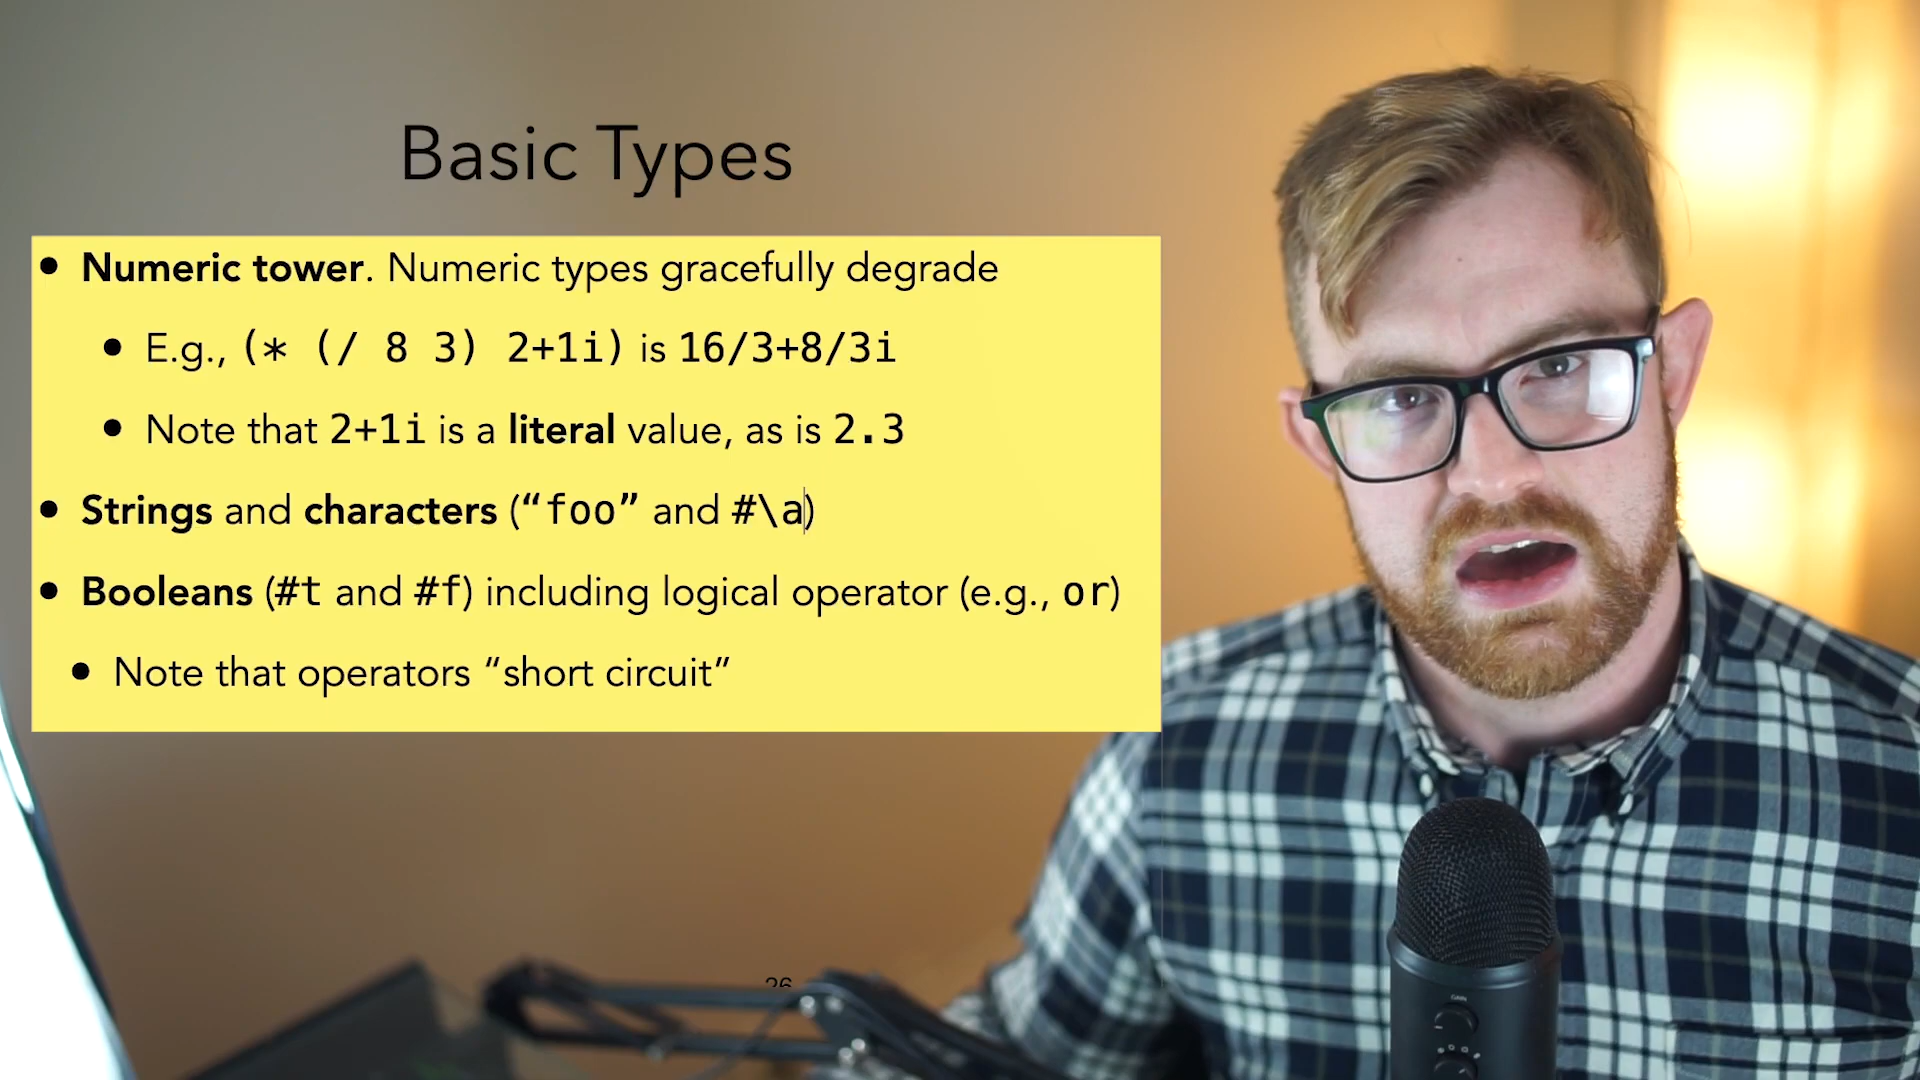 Basic Types
• Numeric tower. Numeric types gracefully degrade
• E.g., (* (/ 8 3) 2+1i) is 16/3+8/3i
• Note that 2+1i is a literal value, as is 2.3
• Strings and characters (“foo” and #\a)
• Booleans (#t and #f) including logical operator (e.g., or)
• Note that operators “short circuit”
26
GAIN